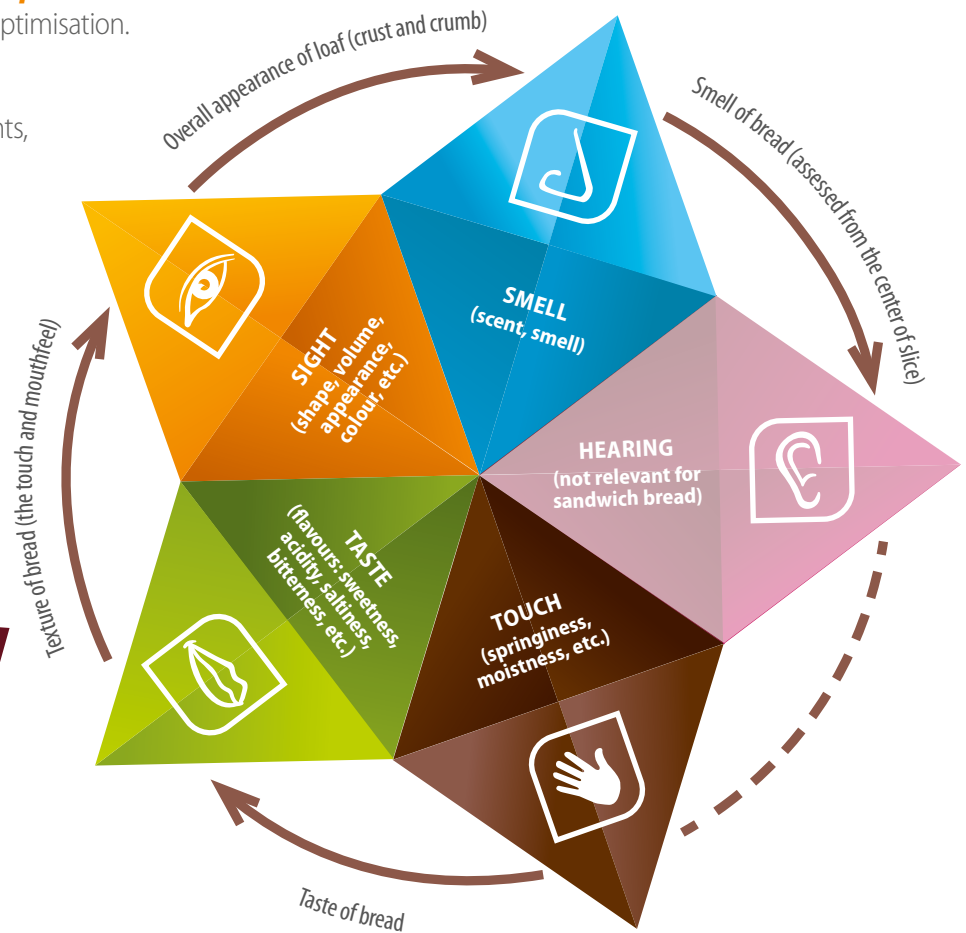 ptimisation.
nts,
Overall appearance of loaf (crust and crumb)
Smell of bread (assessed from the center of slice)
SMELL
(scent, smell)
SIGHT
(shape, volume,
appearance,
colour, etc.)
HEARING
(not relevant for
sandwich bread)
TASTE
(flavours: sweetness,
acidity, saltiness,
bitterness, etc.)
TOUCH
(springiness,
moistness, etc.)
Texture of bread (the touch and mouthfeel)
Taste of bread